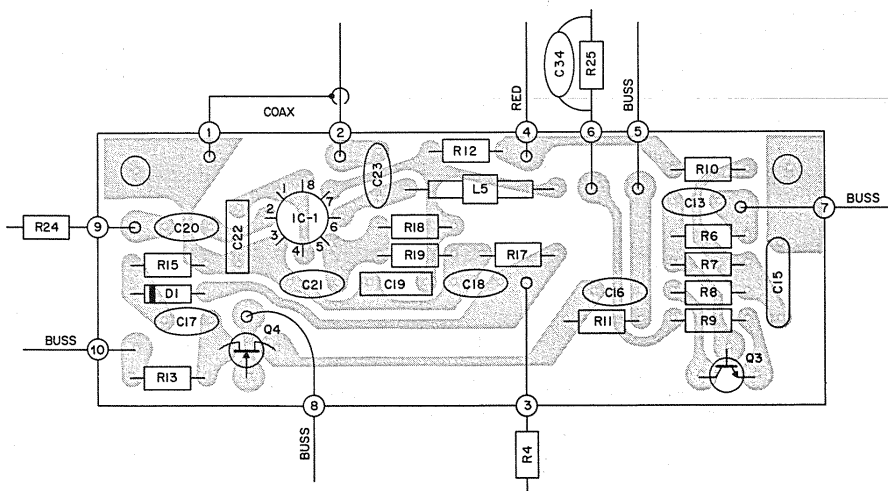 C34
R25
RED
BUSS
COAX
1
2
4
6
5
R12
R10
C23
L5
C13
BUSS
7
1
8
2
7
IC-1
6
3
4
5
R24
9
C20
C22
R18
R6
R15
R19
R17
R7
C15
D1
C21
C19
C18
C16
R8
C17
Q4
R11
R9
BUSS
10
Q3
R13
8
3
BUSS
R4